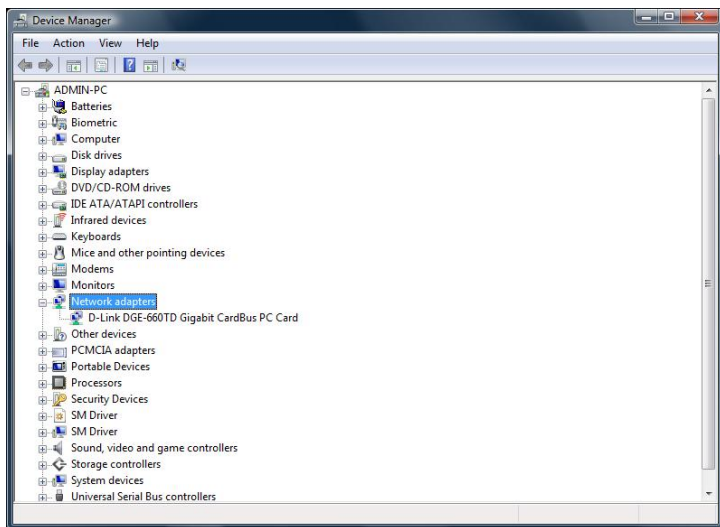 Device Manager
File Action View Help
ADMIN-PC
Batteries
Biometric
Computer
Disk drives
Display adapters
DVD/CD-ROM drives
IDE ATA/ATAPI controllers
Infrared devices
Keyboards
Mice and other pointing devices
Modems
Monitors
Network adapters
D-Link DGE-660TD Gigabit CardBus PC Card
Other devices
PCMCIA adapters
Portable Devices
Processors
Security Devices
SM Driver
SM Driver
Sound, video and game controllers
Storage controllers
System devices
Universal Serial Bus controllers